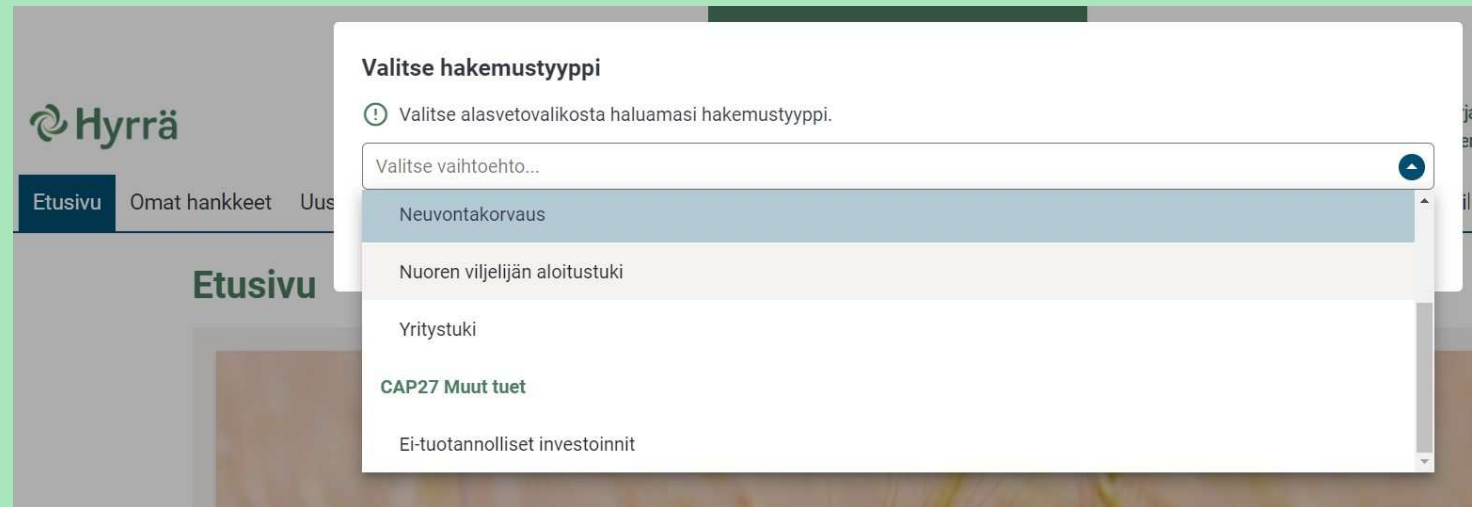 Valitse hakemustyyppi
Valitse alasvetovalikosta haluamasi hakemustyyppi.
Hyrrä
Valitse vaihtoehto...
Etusivu Omat hankkeet
Neuvontakorvaus
Nuoren viljelijän aloitustuki
Etusivu
Yritystuki
CAP27 Muut tuet
Ei-tuotannolliset investoinnit